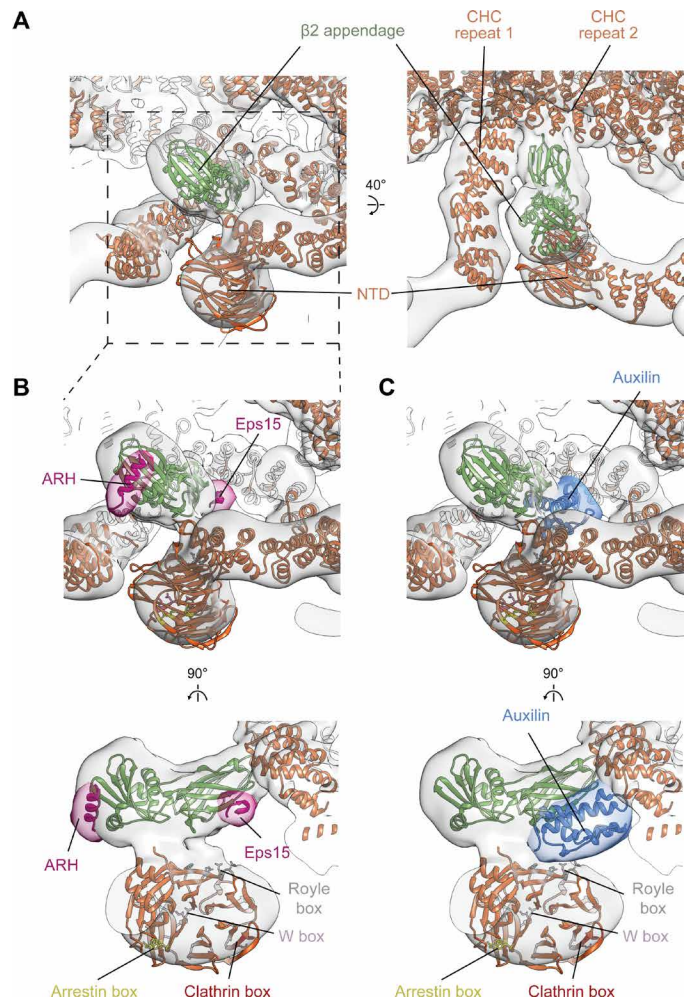 A
β2 appendage
CHC
repeat 1
CHC
repeat 2
40°
NTD
B
C
Eps15
ARH
Auxilin
90°
90°
ARH
Eps15
Royle
box
W box
Arrestin box
Clathrin box
Auxilin
Royle
box
W box
Arrestin box
Clathrin box